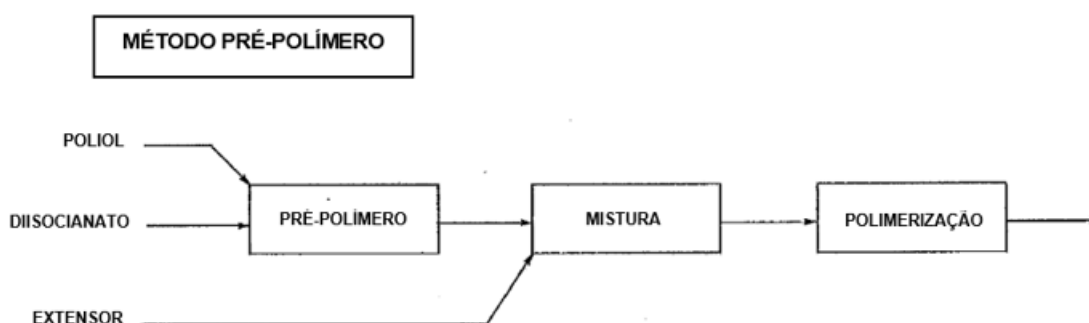 MÉTODO PRÉ-POLÍMERO
POLIOL
DIISOCIANATO
PRÉ-POLÍMERO
MISTURA
POLIMERIZAÇÃO
EXTENSOR